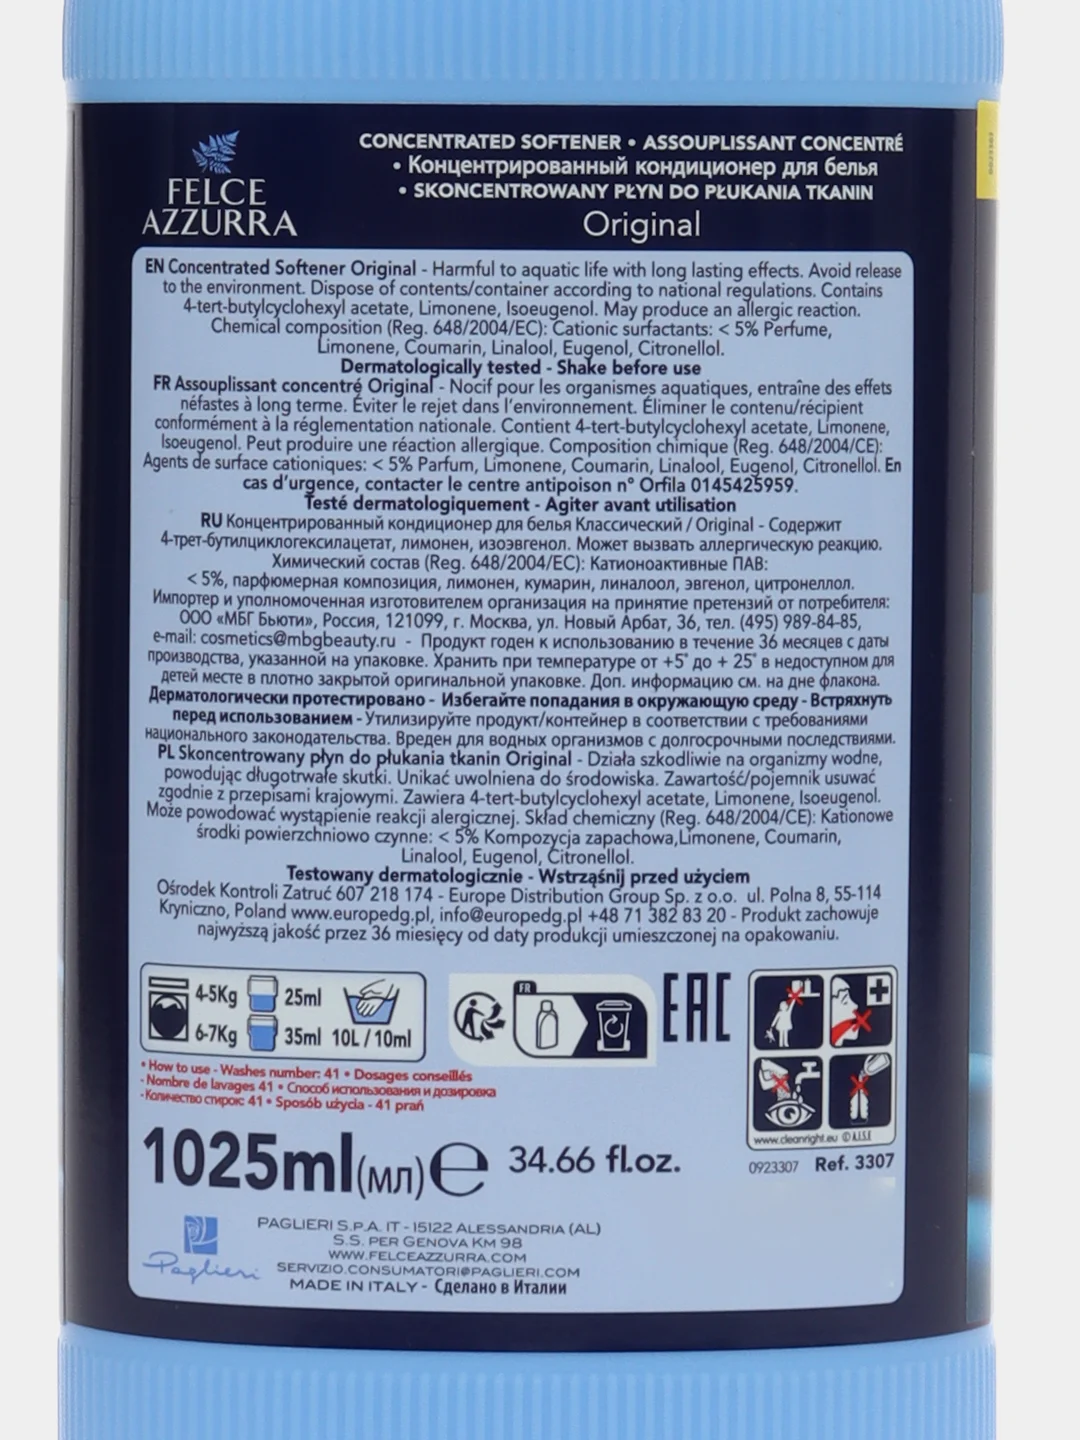 FELCE
AZZURRA
CONCENTRATED SOFTENER • ASSOUPLISSANT CONCENTRÉ
• Концентрированный кондиционер для белья
• SKONCENTROWANY PŁYN DO PŁUKANIA TKANIN
Original
EN Concentrated Softener Original - Harmful to aquatic life with long lasting effects. Avoid release
to the environment. Dispose of contents/container according to national regulations. Contains
4-tert-butylcyclohexyl acetate, Limonene, Isoeugenol. May produce an allergic reaction.
Chemical composition (Reg. 648/2004/EC): Cationic surfactants: < 5% Perfume,
Limonene, Coumarin, Linalool, Eugenol, Citronellol.
Dermatologically tested - Shake before use
FR Assouplissant concentré Original - Nocif pour les organismes aquatiques, entraîne des effets
néfastes à long terme. Éviter le rejet dans l'environnement. Éliminer le contenu/récipient
conformément à la réglementation nationale. Contient 4-tert-butylcyclohexyl acetate, Limonene,
Isoeugenol. Peut produire une réaction allergique. Composition chimique (Reg. 648/2004/CE):
Agents de surface cationiques: < 5% Parfum, Limonene, Coumarin, Linalool, Eugenol, Citronellol. En
cas d'urgence, contacter le centre antipoison n° Orfila 0145425959.
Testé dermatologiquement - Agiter avant utilisation
RU Концентрированный кондиционер для белья Классический / Original - Содержит
4-трет-бутилциклогексилацетат, лимонен, изоэвгенол. Может вызвать аллергическую реакцию.
Химический состав (Reg. 648/2004/EC): Катионоактивные ПАВ:
< 5%, парфюмерная композиция, лимонен, кумарин, линалоол, эвгенол, цитронеллол.
Импортер и уполномоченная изготовителем организация на принятие претензий от потребителя:
ООО «МБГ Бьюти», Россия, 121099, г. Москва, ул. Новый Арбат, 36, тел. (495) 989-84-85,
e-mail: cosmetics@mbgbeauty.ru - Продукт годен к использованию в течение 36 месяцев с даты
производства, указанной на упаковке. Хранить при температуре от +5° до + 25° в недоступном для
детей месте в плотно закрытой оригинальной упаковке. Доп. информацию см. на дне флакона.
Дерматологически протестировано - Избегайте попадания в окружающую среду - Встряхнуть
перед использованием - Утилизируйте продукт/контейнер в соответствии с требованиями
национального законодательства. Вреден для водных организмов с долгосрочными последствиями.
PL Skoncentrowany płyn do płukania tkanin Original - Działa szkodliwie na organizmy wodne,
powodując długotrwałe skutki. Unikać uwolniena do środowiska. Zawartość/pojemnik usuwać
zgodnie z przepisami krajowymi. Zawiera 4-tert-butylcyclohexyl acetate, Limonene, Isoeugenol.
Może powodować wystąpienie reakcji alergicznej. Skład chemiczny (Reg. 648/2004/CE): Kationowe
środki powierzchniowo czynne: < 5% Kompozycja zapachowa,Limonene, Coumarin,
Linalool, Eugenol, Citronellol.
Testowany dermatologicznie - Wstrząśnij przed użyciem
Ośrodek Kontroli Zatruć 607 218 174 - Europe Distribution Group Sp. z o.o. ul. Polna 8, 55-114
Kryniczno, Poland www.europedg.pl, info@europedg.pl +48 71 382 83 20 - Produkt zachowuje
najwyższą jakość przez 36 miesięcy od daty produkcji umieszczonej na opakowaniu.
4-5Kg 25ml
6-7Kg 35ml 10L / 10ml
FR
EAC
• How to use - Washes number: 41 • Dosages conseillés
- Nombre de lavages 41 • Способ использования и дозировка
- Количество стирок: 41 • Sposób użycia - 41 prań
www.cleanright.eu © A.I.S.E
1025ml(мл) e 34.66 fl.oz.
0923307 Ref. 3307
Paglieri
PAGLIERI S.P.A. IT - 15122 ALESSANDRIA (AL)
S.S. PER GENOVA KM 98
WWW.FELCEAZZURRA.COM
SERVIZIO.CONSUMATORI@PAGLIERI.COM
MADE IN ITALY - Сделано в Италии